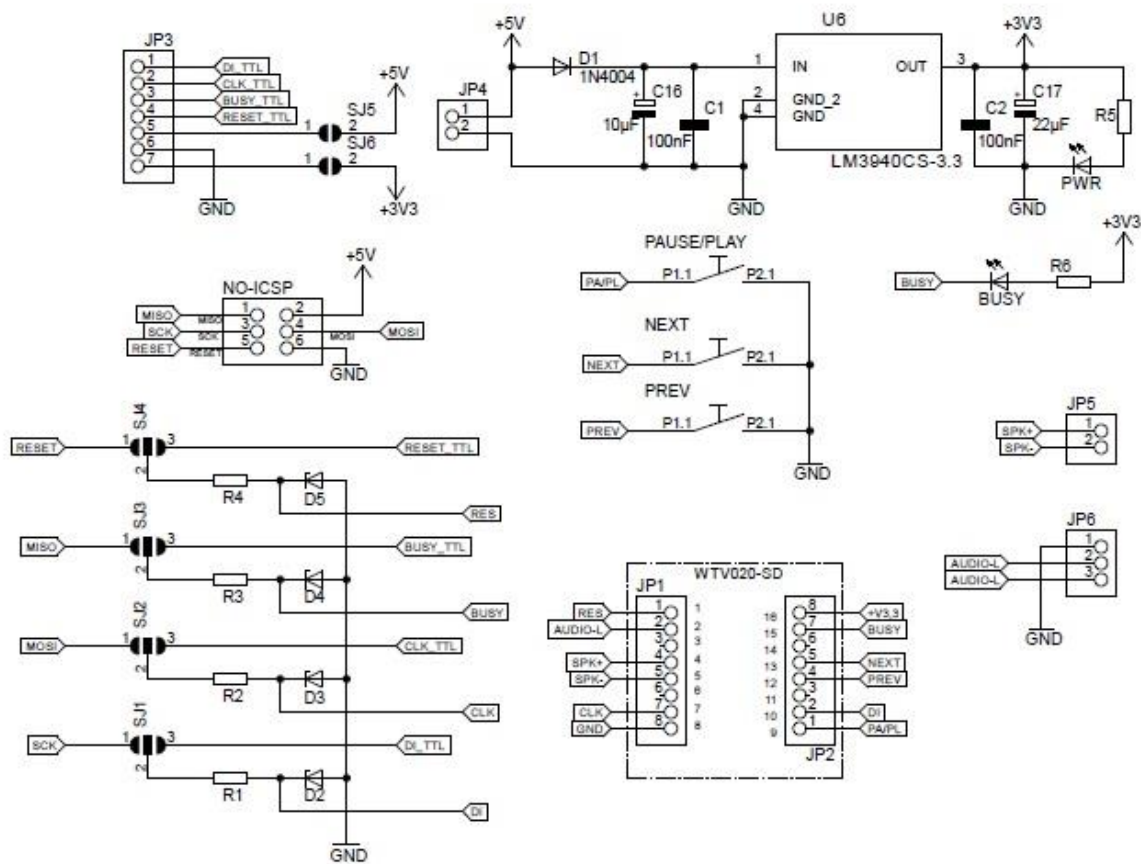 JP3
1 DI_TTL
2 CLK_TTL
3 BUSY_TTL
4 RESET_TTL
5 1 SJ5 2 +5V
6 GND
7 1 SJ6 2 +3V3
+5V
JP4
1
2
D1
1N4004
C16
+
10µF
C1
100nF
U6
1 IN OUT 3
2 GND_2
4 GND
LM3940CS-3.3
GND
+3V3
C2
100nF
C17
+
22µF
R5
PWR
GND
NO-ICSP
+5V
MISO MISO 1 2
SCK SCK 3 4 MOSI MOSI
RESET RESET 5 6
GND
PAUSE/PLAY
PA/PL P1.1 P2.1
NEXT
NEXT P1.1 P2.1
PREV
PREV P1.1 P2.1
GND
+3V3
BUSY BUSY R6
JP5
SPK+ 1
SPK- 2
JP6
1
AUDIO-L 2
AUDIO-L 3
GND
SJ4
RESET 1 3 RESET_TTL
2 R4 D5
RES
SJ3
MISO 1 3 BUSY_TTL
2 R3 D4
BUSY
SJ2
MOSI 1 3 CLK_TTL
2 R2 D3
CLK
SJ1
SCK 1 3 DI_TTL
2 R1 D2
DI
GND
WTV020-SD
JP1
RES 1 1
AUDIO-L 2 2
3 3
SPK+ 4 4
SPK- 5 5
6 6
CLK 7 7
GND 8 8
16 8 +V3,3
15 7 BUSY
14 6
13 5 NEXT
12 4 PREV
11 3
10 2 DI
9 1 PA/PL
JP2